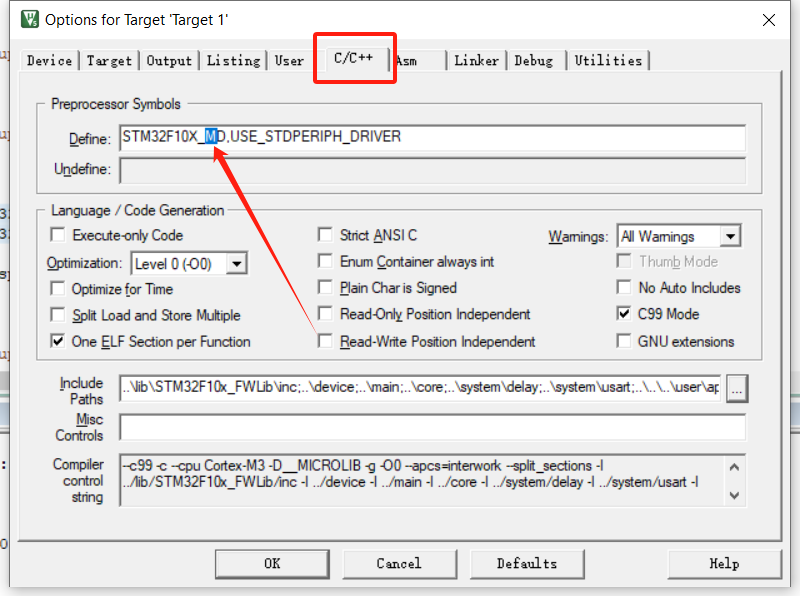 Options for Target 'Target 1'
Device Target Output Listing User C/C++ Asm Linker Debug Utilities
Preprocessor Symbols
Define: STM32F10X_MD,USE_STDPERIPH_DRIVER
Undefine:
Language / Code Generation
Execute-only Code Strict ANSI C Warnings: All Warnings
Optimization: Level 0 (-O0) Enum Container always int Thumb Mode
Optimize for Time Plain Char is Signed No Auto Includes
Split Load and Store Multiple Read-Only Position Independent C99 Mode
One ELF Section per Function Read-Write Position Independent GNU extensions
Include
Paths
..\lib\STM32F10x_FWLib\inc;..\device;..\main;..\core;..\system\delay;..\system\usart;..\..\..\user\ap ...
Misc
Controls
Compiler
control
string
--c99 -c --cpu Cortex-M3 -D__MICROLIB -g -O0 --apcs=interwork --split_sections -I
../lib/STM32F10x_FWLib/inc -I ../device -I ../main -I ../core -I ../system/delay -I ../system/usart -I
OK Cancel Defaults Help